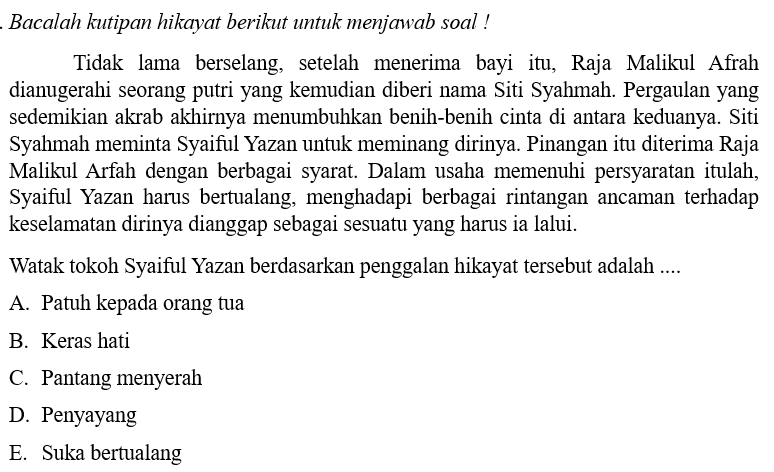 . Bacalah kutipan hikayat berikut untuk menjawab soal !
Tidak lama berselang, setelah menerima bayi itu, Raja Malikul Afrah
dianugerahi seorang putri yang kemudian diberi nama Siti Syahmah. Pergaulan yang
sedemikian akrab akhirnya menumbuhkan benih-benih cinta di antara keduanya. Siti
Syahmah meminta Syaiful Yazan untuk meminang dirinya. Pinangan itu diterima Raja
Malikul Arfah dengan berbagai syarat. Dalam usaha memenuhi persyaratan itulah,
Syaiful Yazan harus bertualang, menghadapi berbagai rintangan ancaman terhadap
keselamatan dirinya dianggap sebagai sesuatu yang harus ia lalui.
Watak tokoh Syaiful Yazan berdasarkan penggalan hikayat tersebut adalah ....
A. Patuh kepada orang tua
B. Keras hati
C. Pantang menyerah
D. Penyayang
E. Suka bertualang